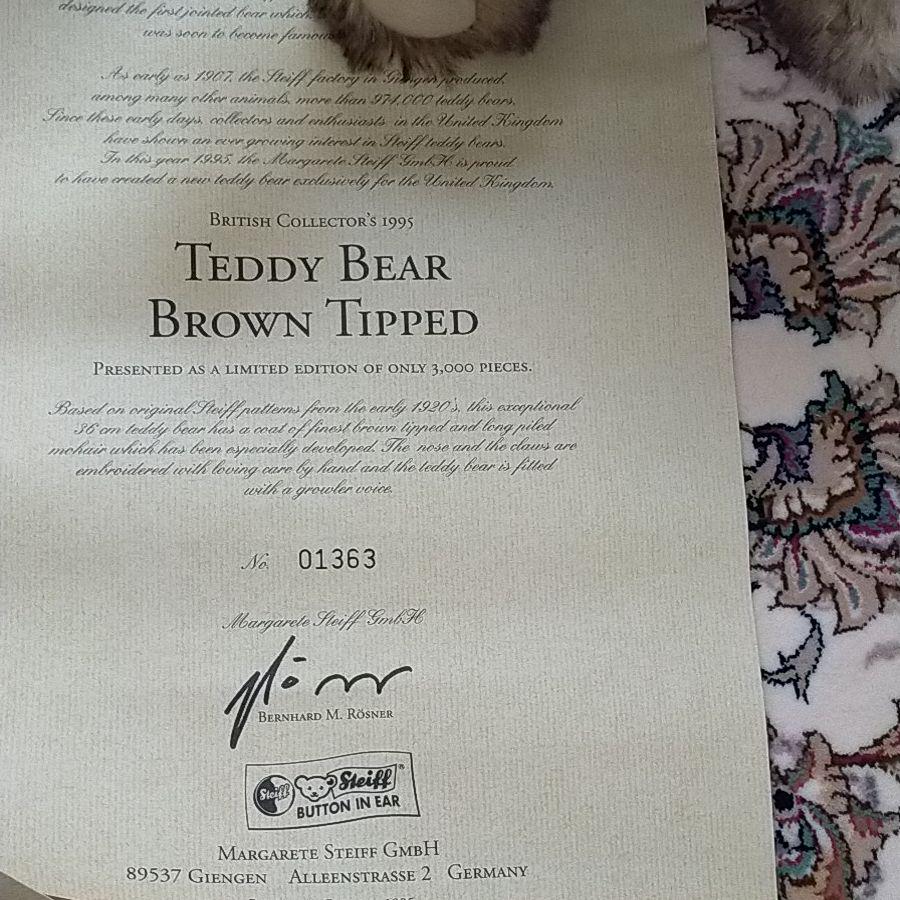 designed the first jointed bear which
was soon to become famous
As early as 1907, the Steiff factory in Giengen produced,
among many other animals, more than 974,000 teddy bears.
Since these early days, collectors and enthusiasts in the United Kingdom
have shown an ever growing interest in Steiff teddy bears.
In this year 1995, the Margarete Steiff GmbH is proud
to have created a new teddy bear exclusively for the United Kingdom.
BRITISH COLLECTOR'S 1995
TEDDY BEAR
BROWN TIPPED
PRESENTED AS A LIMITED EDITION OF ONLY 3,000 PIECES.
Based on original Steiff patterns from the early 1920's, this exceptional
36 cm teddy bear has a coat of finest brown tipped and long piled
mohair which has been especially developed. The nose and the claws are
embroidered with loving care by hand and the teddy bear is fitted
with a growler voice.
No. 01363
Margarete Steiff GmbH
BERNHARD M. RÖSNER
Steiff Steiff®
BUTTON IN EAR
MARGARETE STEIFF GMBH
89537 GIENGEN ALLEENSTRASSE 2 GERMANY